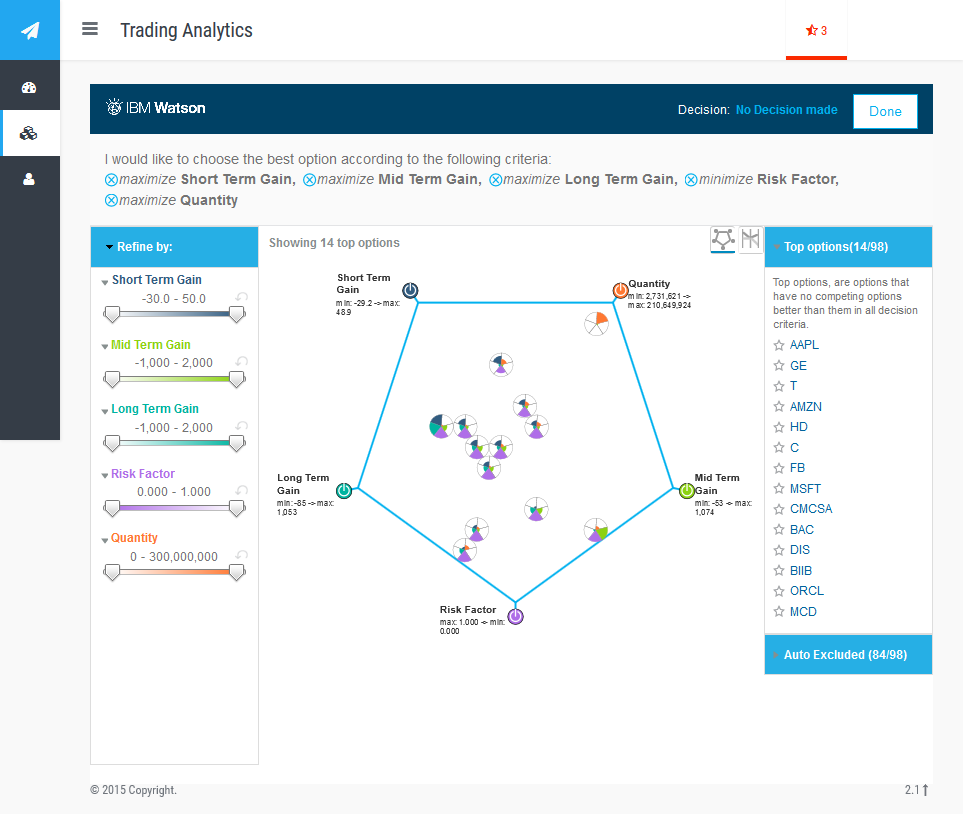 Trading Analytics
3
IBM Watson
Decision: No Decision made
Done
I would like to choose the best option according to the following criteria:
maximize Short Term Gain, maximize Mid Term Gain, maximize Long Term Gain, minimize Risk Factor,
maximize Quantity
Refine by:
Short Term Gain
-30.0 - 50.0
Mid Term Gain
-1,000 - 2,000
Long Term Gain
-1,000 - 2,000
Risk Factor
0.000 - 1.000
Quantity
0 - 300,000,000
Showing 14 top options
Short Term
Gain
min: -29.2 -> max:
48.9
Quantity
min: 2,731,621 ->
max: 210,649,924
Long Term
Gain
min: -85 -> max:
1,053
Mid Term
Gain
min: -53 -> max:
1,074
Risk Factor
max: 1.000 -> min:
0.000
Top options(14/98)
Top options, are options that
have no competing options
better than them in all decision
criteria.
AAPL
GE
T
AMZN
HD
C
FB
MSFT
CMCSA
BAC
DIS
BIIB
ORCL
MCD
Auto Excluded (84/98)
© 2015 Copyright.
2.1